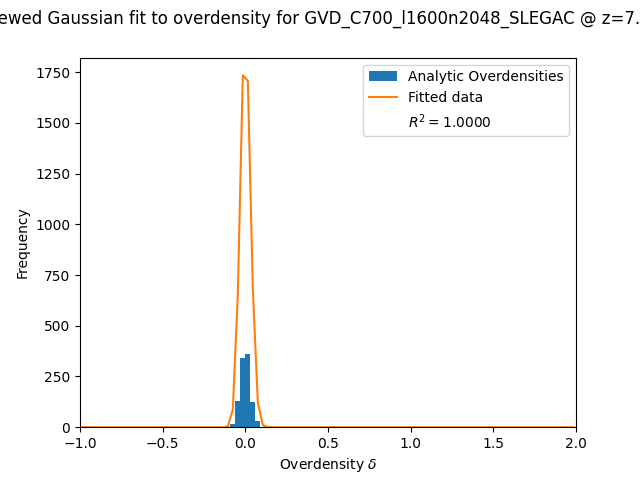 ewed Gaussian fit to overdensity for GVD_C700_l1600n2048_SLEGAC @ z=7.
Analytic Overdensities
Fitted data
R² = 1.0000
Frequency
1750
1500
1250
1000
750
500
250
0
−1.0 −0.5 0.0 0.5 1.0 1.5 2.0
Overdensity δ